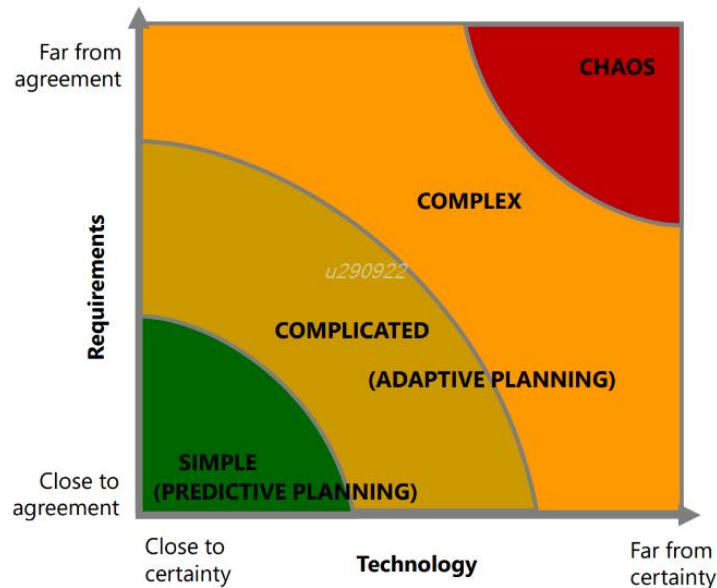 Far from
agreement
CHAOS
COMPLEX
Requirements
u290922
COMPLICATED
(ADAPTIVE PLANNING)
SIMPLE
(PREDICTIVE PLANNING)
Close to
agreement
Close to
certainty
Technology
Far from
certainty